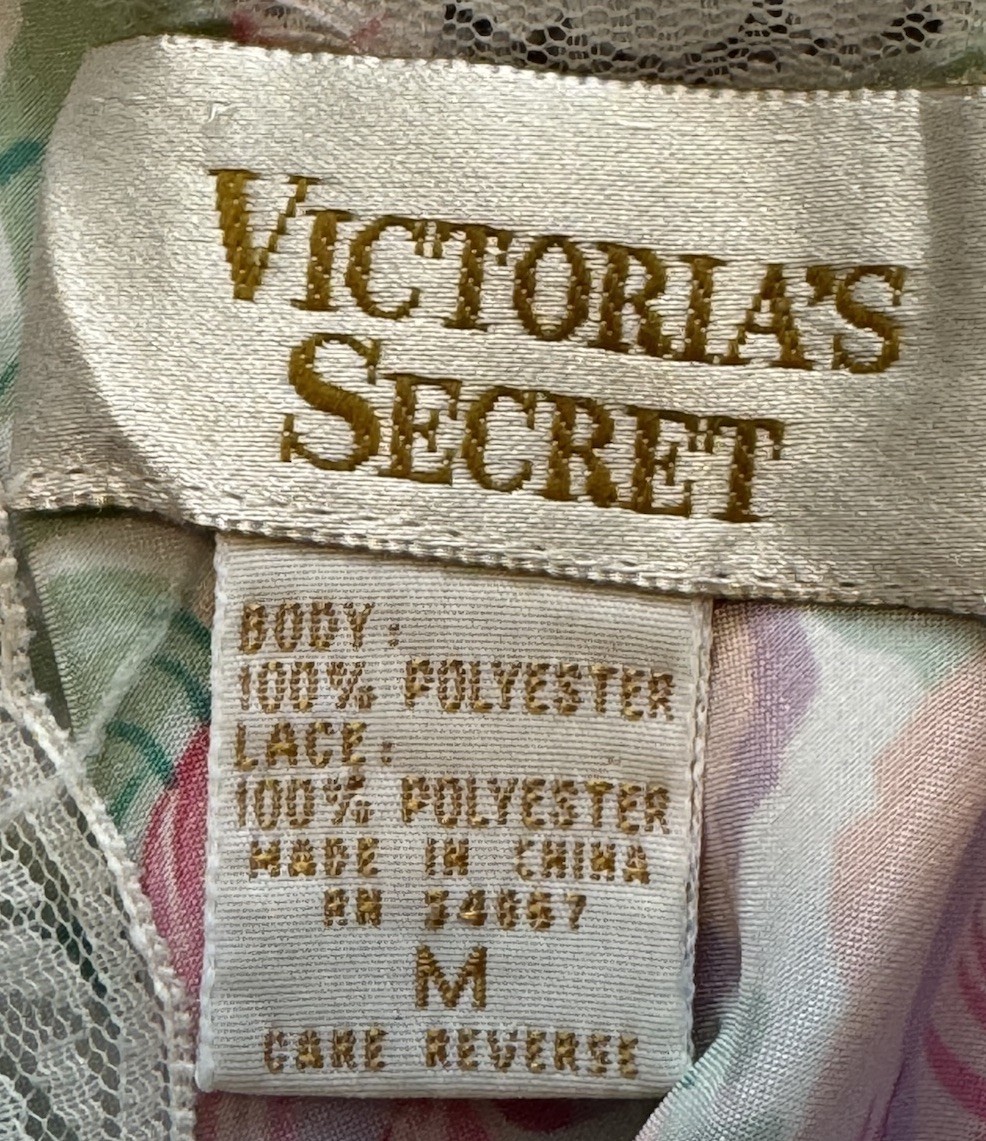 VICTORIA'S
SECRET
BODY:
100% POLYESTER
LACE:
100% POLYESTER
MADE IN CHINA
RN 54867
M
CARE REVERSE